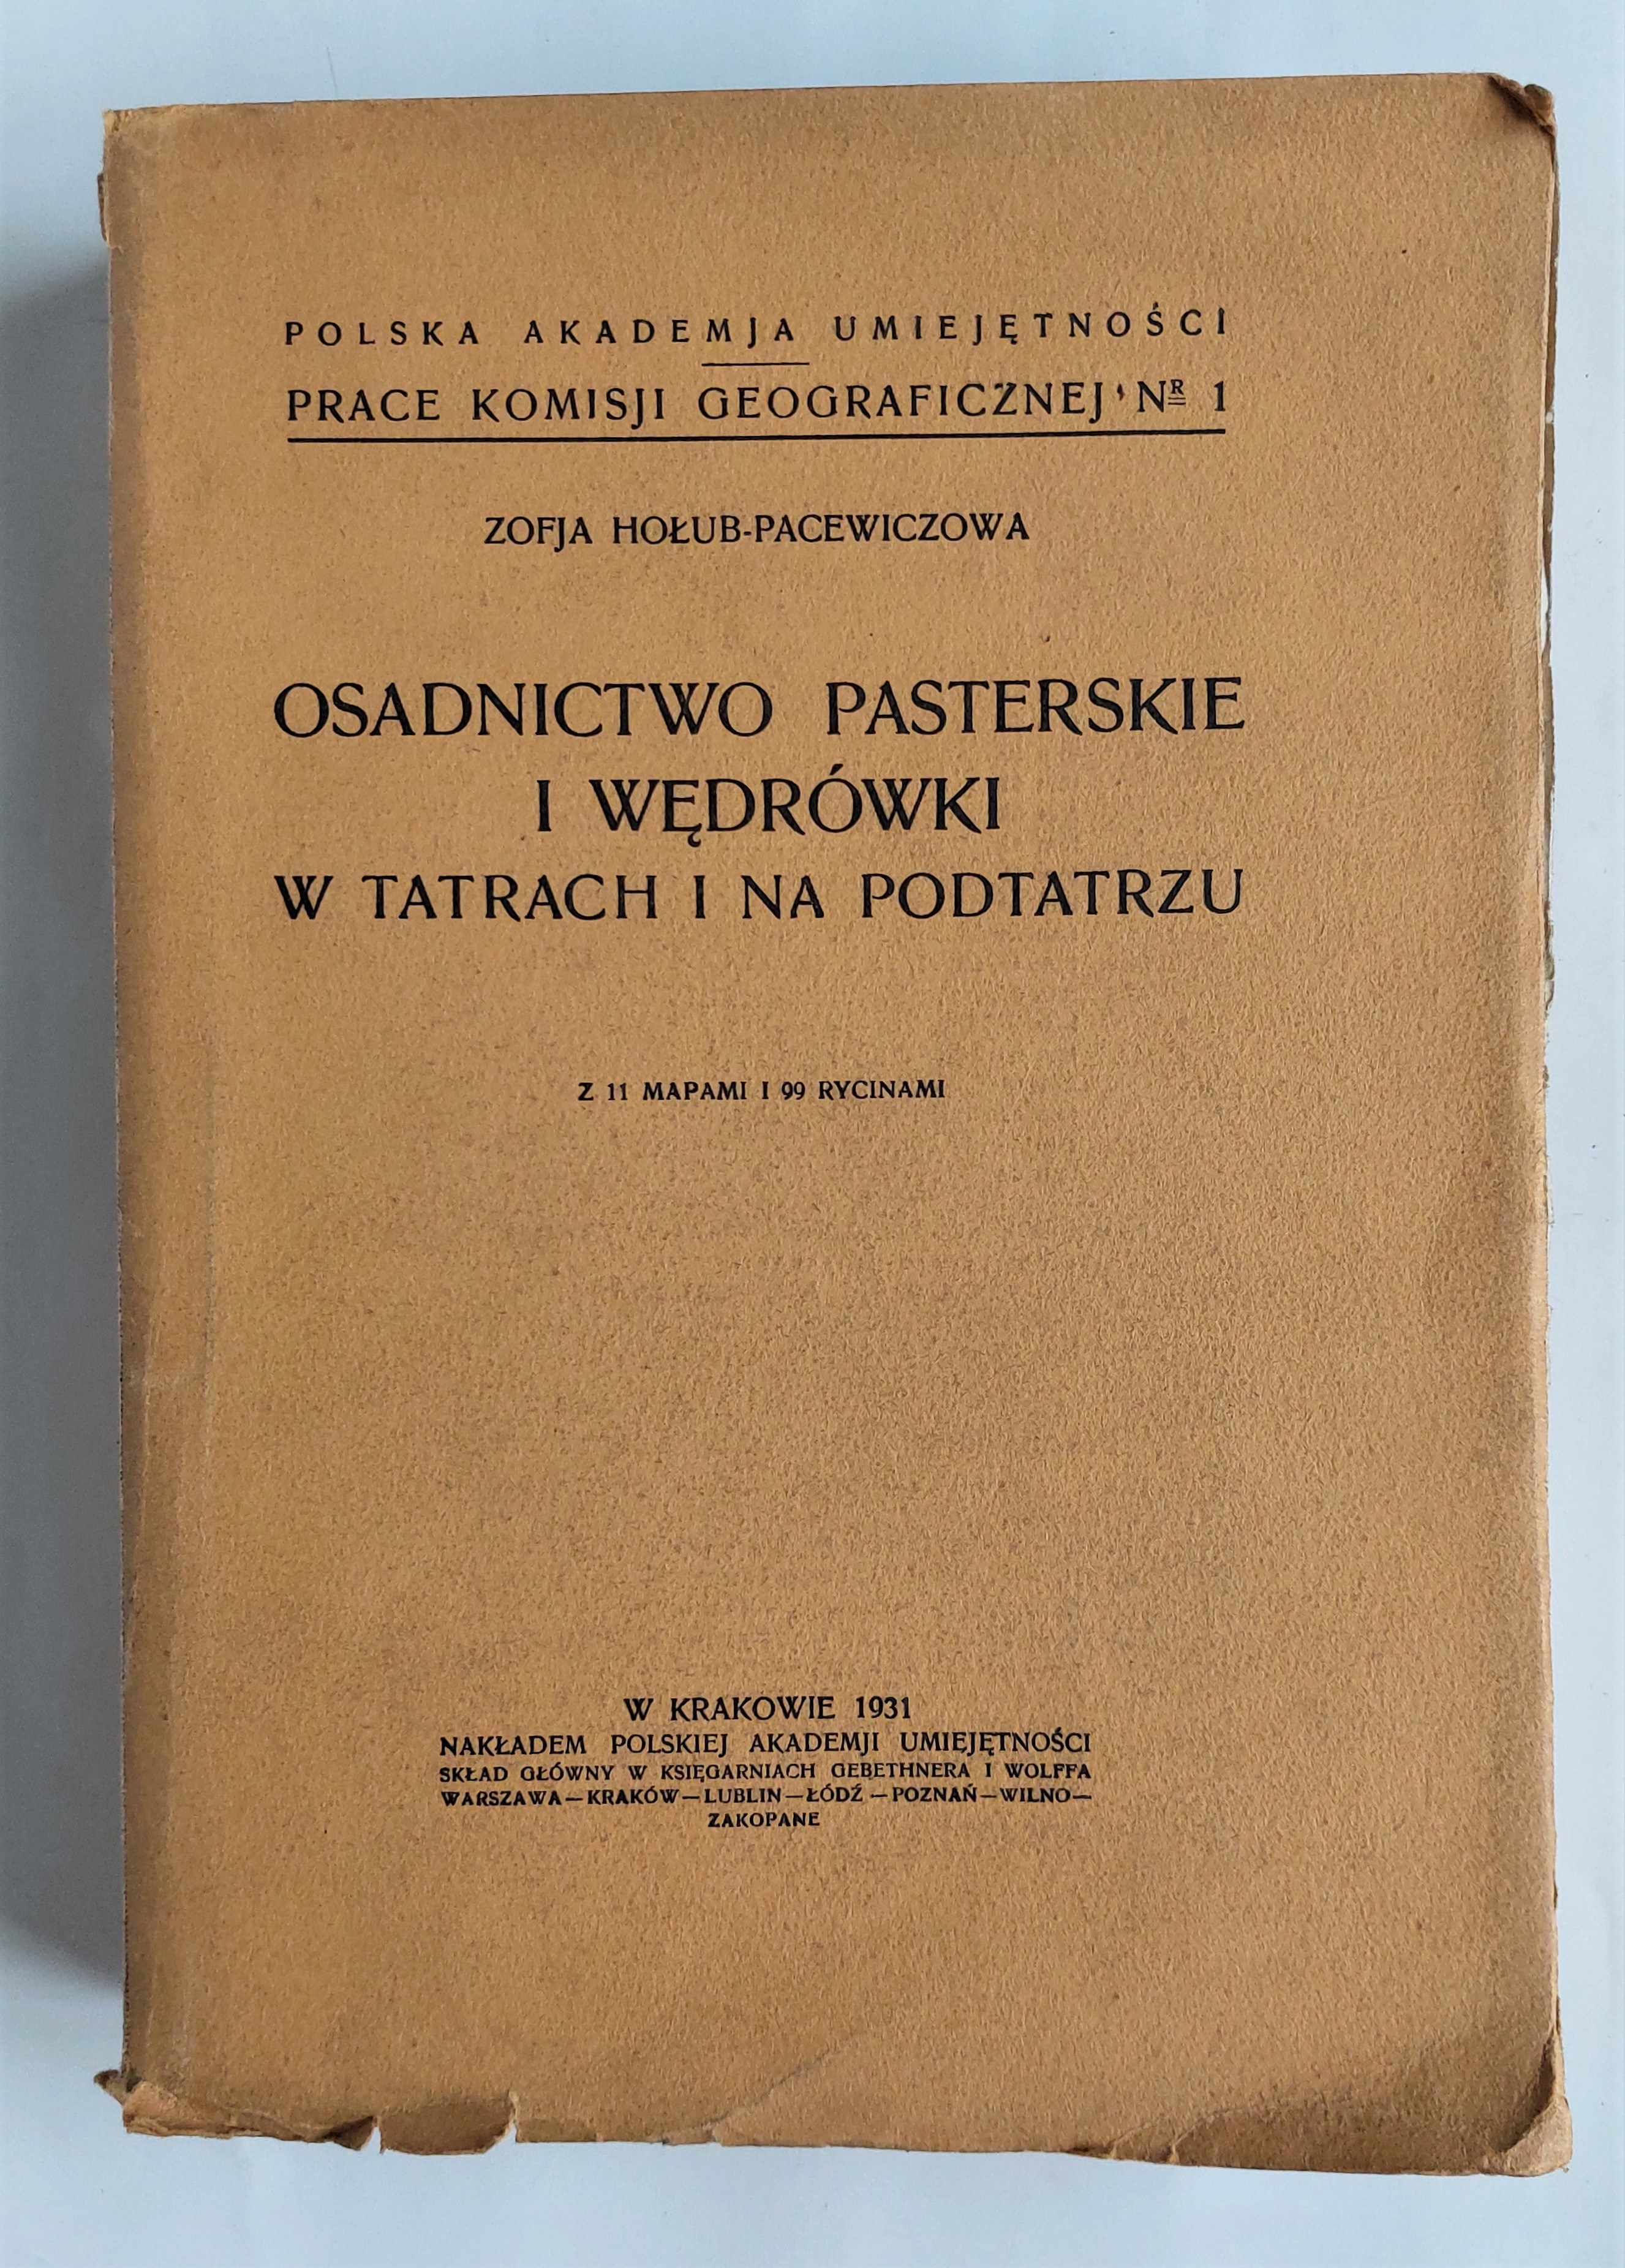 POLSKA AKADEMJA UMIEJĘTNOŚCI
PRACE KOMISJI GEOGRAFICZNEJ NR 1
ZOFJA HOŁUB-PACEWICZOWA
OSADNICTWO PASTERSKIE
I WĘDRÓWKI
W TATRACH I NA PODTATRZU
Z 11 MAPAMI I 99 RYCINAMI
W KRAKOWIE 1931
NAKŁADEM POLSKIEJ AKADEMJI UMIEJĘTNOŚCI
SKŁAD GŁÓWNY W KSIĘGARNIACH GEBETHNERA I WOLFFA
WARSZAWA—KRAKÓW—LUBLIN—ŁÓDŹ—POZNAŃ—WILNO—
ZAKOPANE